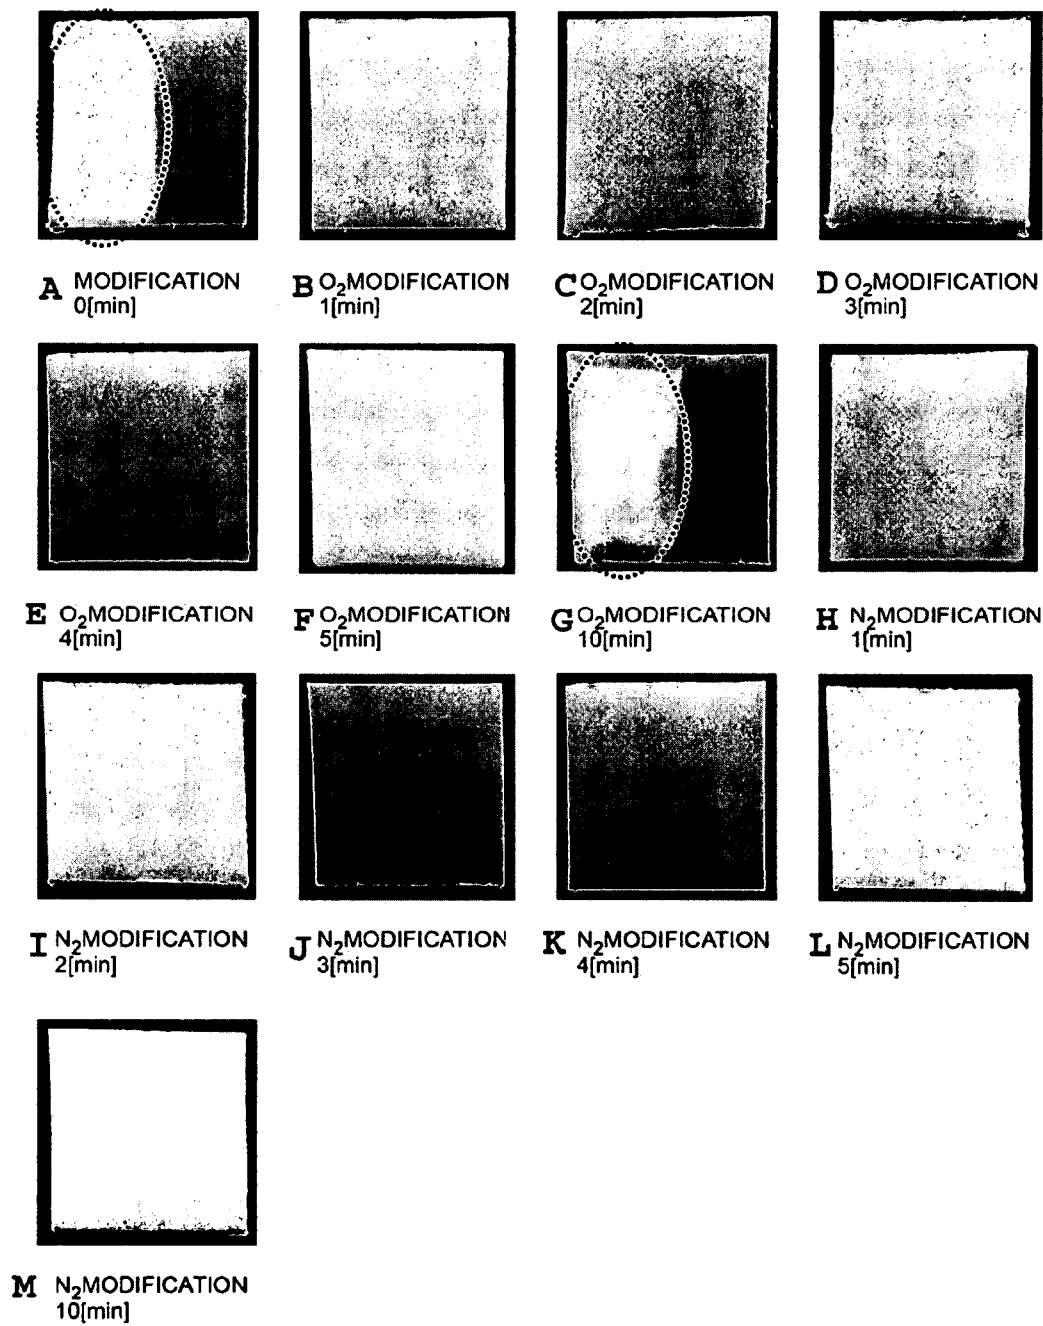 A MODIFICATION
0[min]
B O₂MODIFICATION
1[min]
C O₂MODIFICATION
2[min]
D O₂MODIFICATION
3[min]
E O₂MODIFICATION
4[min]
F O₂MODIFICATION
5[min]
G O₂MODIFICATION
10[min]
H N₂MODIFICATION
1[min]
I N₂MODIFICATION
2[min]
J N₂MODIFICATION
3[min]
K N₂MODIFICATION
4[min]
L N₂MODIFICATION
5[min]
M N₂MODIFICATION
10[min]